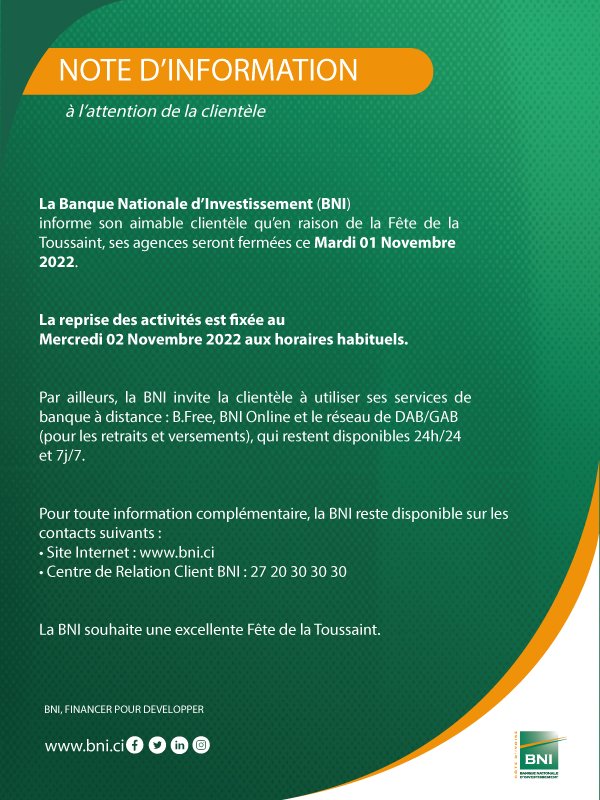 NOTE D’INFORMATION
à l’attention de la clientèle
La Banque Nationale d’Investissement (BNI)
informe son aimable clientèle qu’en raison de la Fête de la
Toussaint, ses agences seront fermées ce Mardi 01 Novembre
2022.
La reprise des activités est fixée au
Mercredi 02 Novembre 2022 aux horaires habituels.
Par ailleurs, la BNI invite la clientèle à utiliser ses services de
banque à distance : B.Free, BNI Online et le réseau de DAB/GAB
(pour les retraits et versements), qui restent disponibles 24h/24
et 7j/7.
Pour toute information complémentaire, la BNI reste disponible sur les
contacts suivants :
• Site Internet : www.bni.ci
• Centre de Relation Client BNI : 27 20 30 30 30
La BNI souhaite une excellente Fête de la Toussaint.
BNI, FINANCER POUR DEVELOPPER
www.bni.ci
CÔTE D’IVOIRE
BNI
BANQUE NATIONALE
D’INVESTISSEMENT